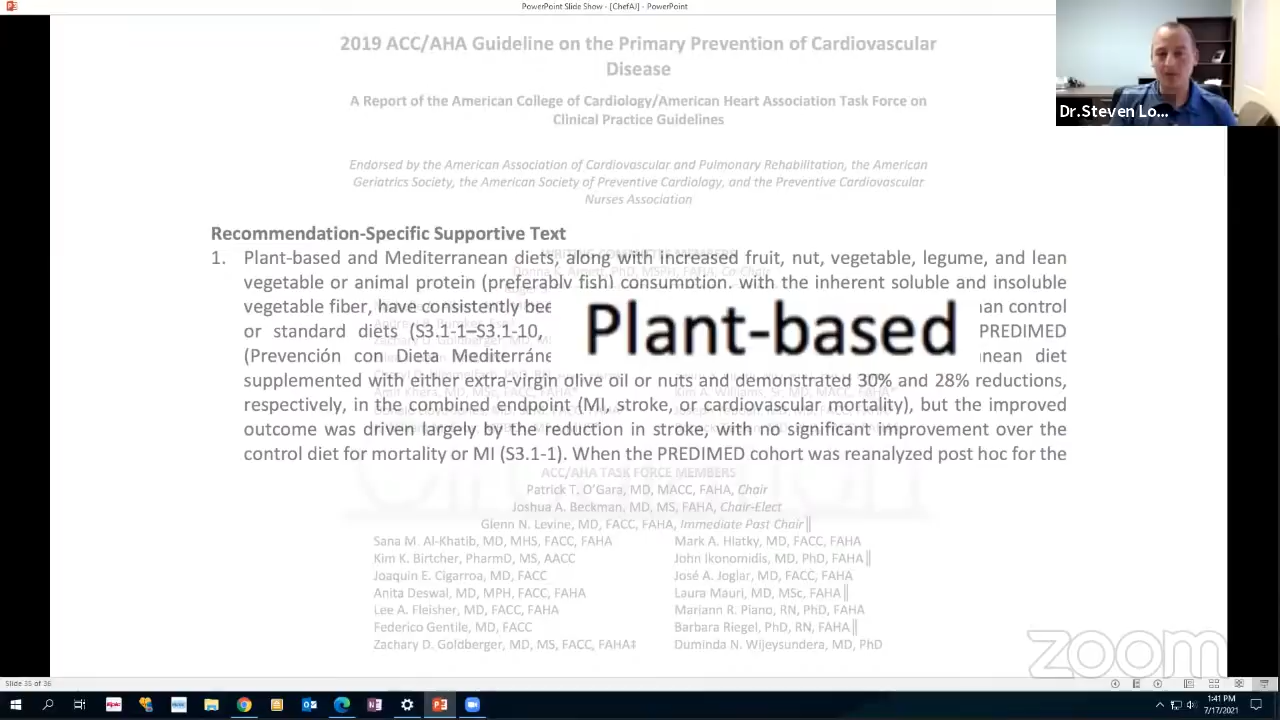 PowerPoint Slide Show - [ChefAJ] - PowerPoint
2019 ACC/AHA Guideline on the Primary Prevention of Cardiovascular
Disease
A Report of the American College of Cardiology/American Heart Association Task Force on
Clinical Practice Guidelines
Dr.Steven Lo...
Endorsed by the American Association of Cardiovascular and Pulmonary Rehabilitation, the American
Geriatrics Society, the American Society of Preventive Cardiology, and the Preventive Cardiovascular
Nurses Association
Recommendation-Specific Supportive Text
1. Plant-based and Mediterranean diets, along with increased fruit, nut, vegetable, legume, and lean
vegetable or animal protein (preferably fish) consumption, with the inherent soluble and insoluble
vegetable fiber, have consistently bee
an control
or standard diets (S3.1-1–S3.1-10,
Plant-based
PREDIMED
(Prevención con Dieta Mediterráne
nean diet
supplemented with either extra-virgin olive oil or nuts and demonstrated 30% and 28% reductions,
respectively, in the combined endpoint (MI, stroke, or cardiovascular mortality), but the improved
outcome was driven largely by the reduction in stroke, with no significant improvement over the
control diet for mortality or MI (S3.1-1). When the PREDIMED cohort was reanalyzed post hoc for the
ACC/AHA TASK FORCE MEMBERS
Patrick T. O’Gara, MD, MACC, FAHA, Chair
Joshua A. Beckman, MD, MS, FAHA, Chair-Elect
Glenn N. Levine, MD, FACC, FAHA, Immediate Past Chair║
Sana M. Al-Khatib, MD, MHS, FACC, FAHA
Mark A. Hlatky, MD, FACC, FAHA
Kim K. Birtcher, PharmD, MS, AACC
John Ikonomidis, MD, PhD, FAHA║
Joaquin E. Cigarroa, MD, FACC
José A. Joglar, MD, FACC, FAHA
Anita Deswal, MD, MPH, FACC, FAHA
Laura Mauri, MD, MSc, FAHA║
Lee A. Fleisher, MD, FACC, FAHA
Mariann R. Piano, RN, PhD, FAHA
Federico Gentile, MD, FACC
Barbara Riegel, PhD, RN, FAHA║
Zachary D. Goldberger, MD, MS, FACC, FAHA‡
Duminda N. Wijeysundera, MD, PhD
zoom
Slide 35 of 36
1:41 PM
7/17/2021